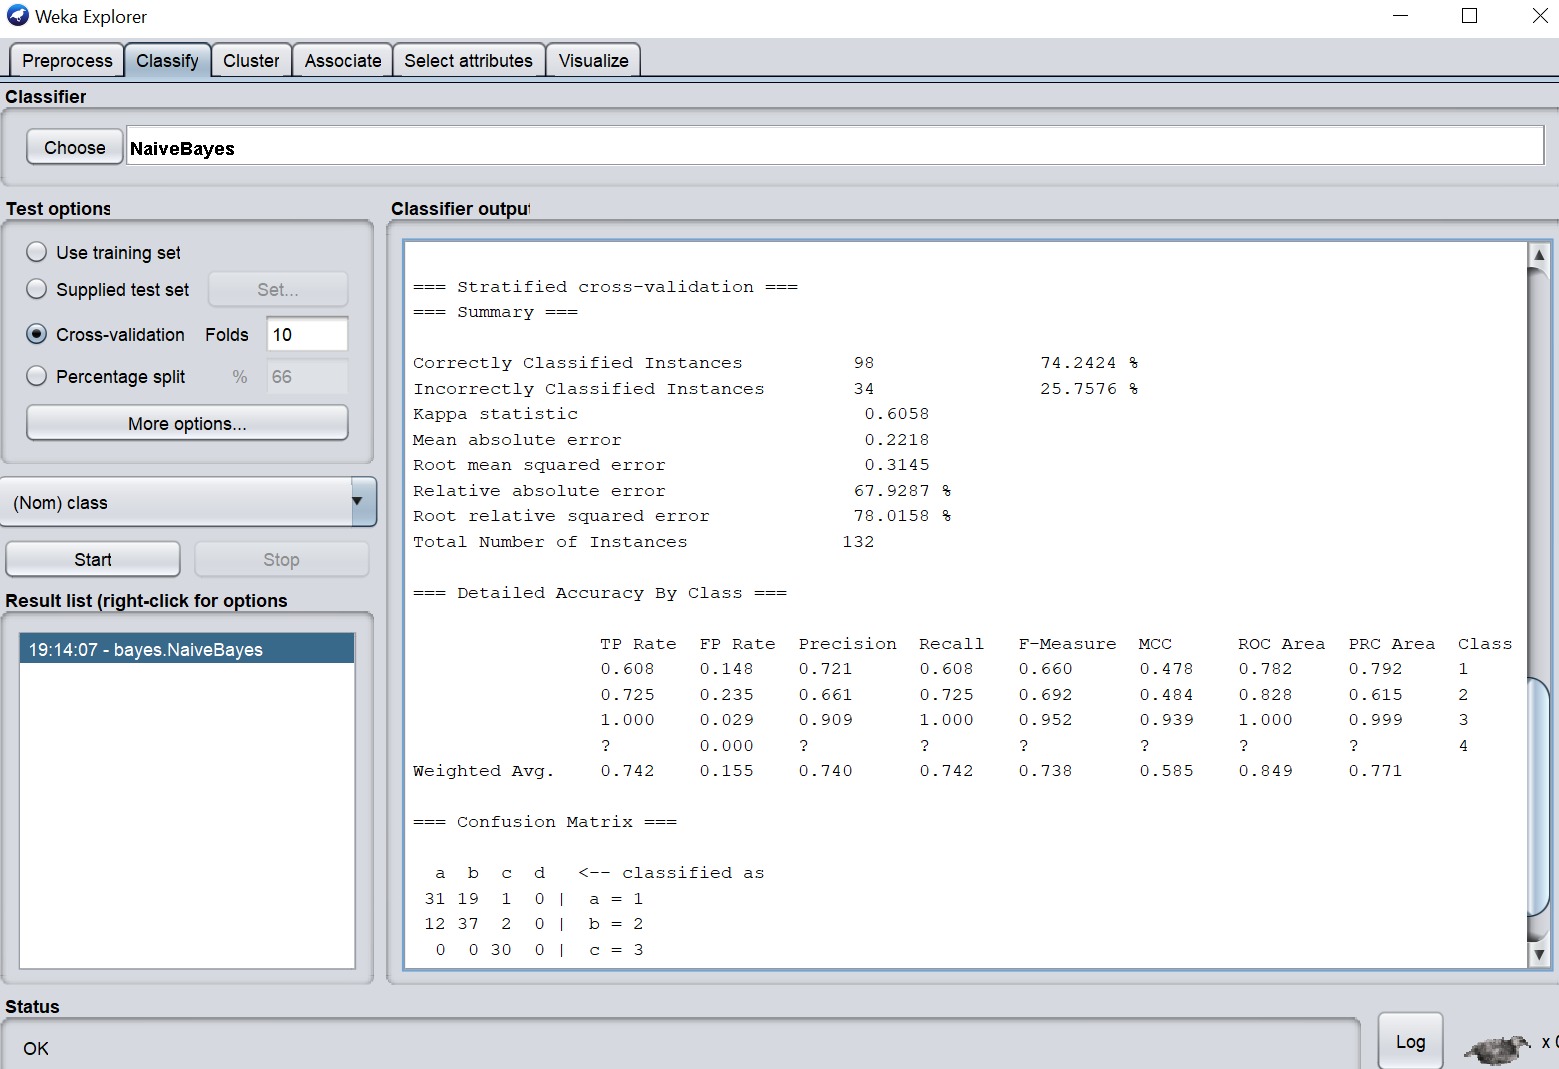 Weka Explorer
Preprocess Classify Cluster Associate Select attributes Visualize
Classifier
Choose NaiveBayes
Test options
Use training set
Supplied test set Set...
Cross-validation Folds 10
Percentage split % 66
More options...
(Nom) class
Start Stop
Result list (right-click for options
19:14:07 - bayes.NaiveBayes
Classifier output
=== Stratified cross-validation ===
=== Summary ===
Correctly Classified Instances 98 74.2424 %
Incorrectly Classified Instances 34 25.7576 %
Kappa statistic 0.6058
Mean absolute error 0.2218
Root mean squared error 0.3145
Relative absolute error 67.9287 %
Root relative squared error 78.0158 %
Total Number of Instances 132
=== Detailed Accuracy By Class ===
TP Rate FP Rate Precision Recall F-Measure MCC ROC Area PRC Area Class
0.608 0.148 0.721 0.608 0.660 0.478 0.782 0.792 1
0.725 0.235 0.661 0.725 0.692 0.484 0.828 0.615 2
1.000 0.029 0.909 1.000 0.952 0.939 1.000 0.999 3
? 0.000 ? ? ? ? ? ? 4
Weighted Avg. 0.742 0.155 0.740 0.742 0.738 0.585 0.849 0.771
=== Confusion Matrix ===
a b c d <-- classified as
31 19 1 0 | a = 1
12 37 2 0 | b = 2
0 0 30 0 | c = 3
Status
OK
Log
x 0